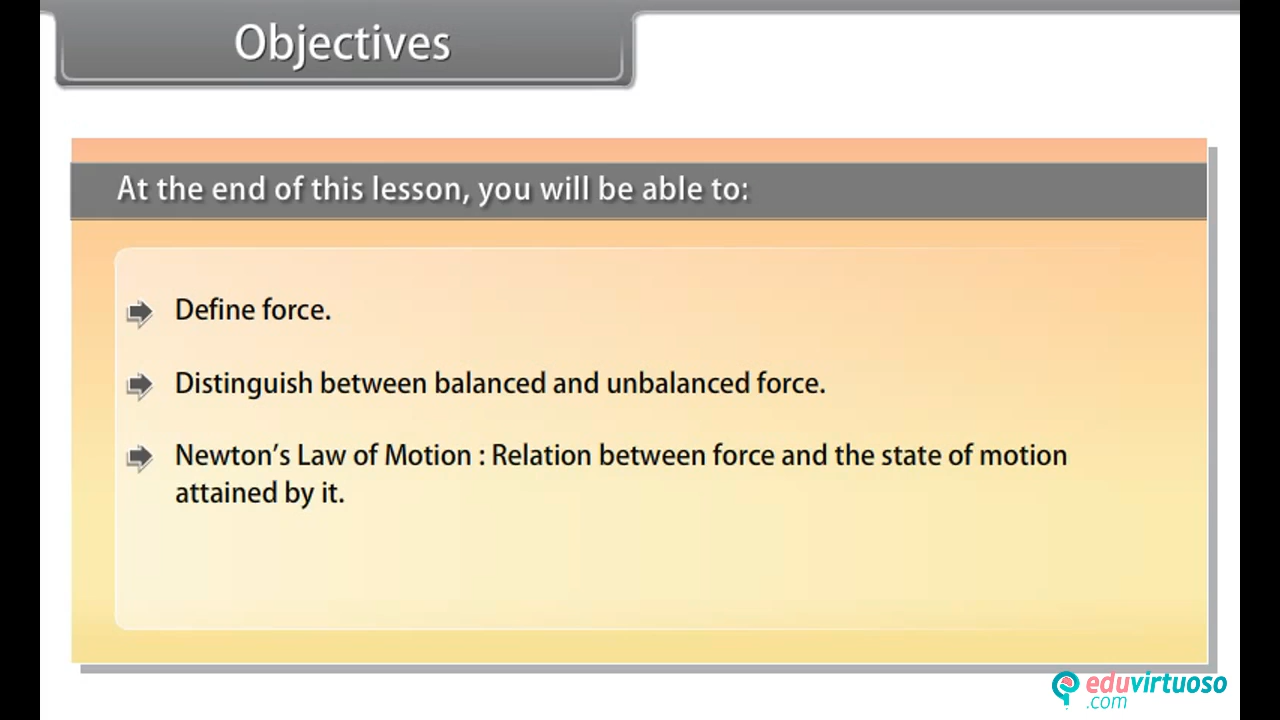 Objectives
At the end of this lesson, you will be able to:
Define force.
Distinguish between balanced and unbalanced force.
Newton's Law of Motion : Relation between force and the state of motion
attained by it.
eduvirtuoso
.com